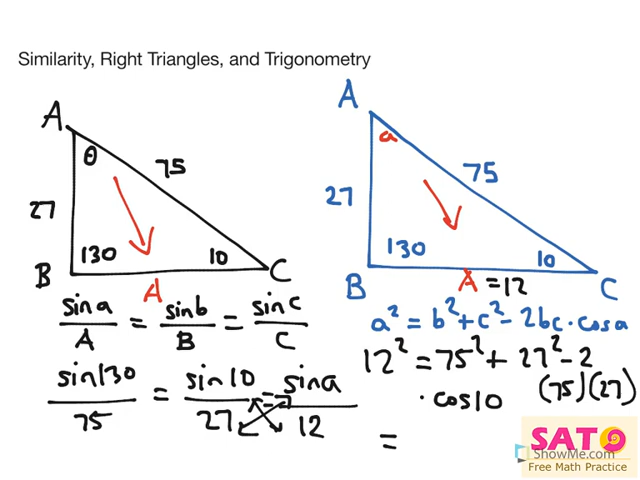 Similarity, Right Triangles, and Trigonometry
A
θ
75
27
130
10
B
A
C
sin a / A = sin b / B = sin c / C
sin 130 / 75 = sin 10 / 27 = sin a / 12
A
a
75
27
130
10
B
A = 12
C
a² = b² + c² - 2bc · cos a
12² = 75² + 27² - 2
(75)(27)
· cos 10
=
SAT
ShowMe.com
Free Math Practice